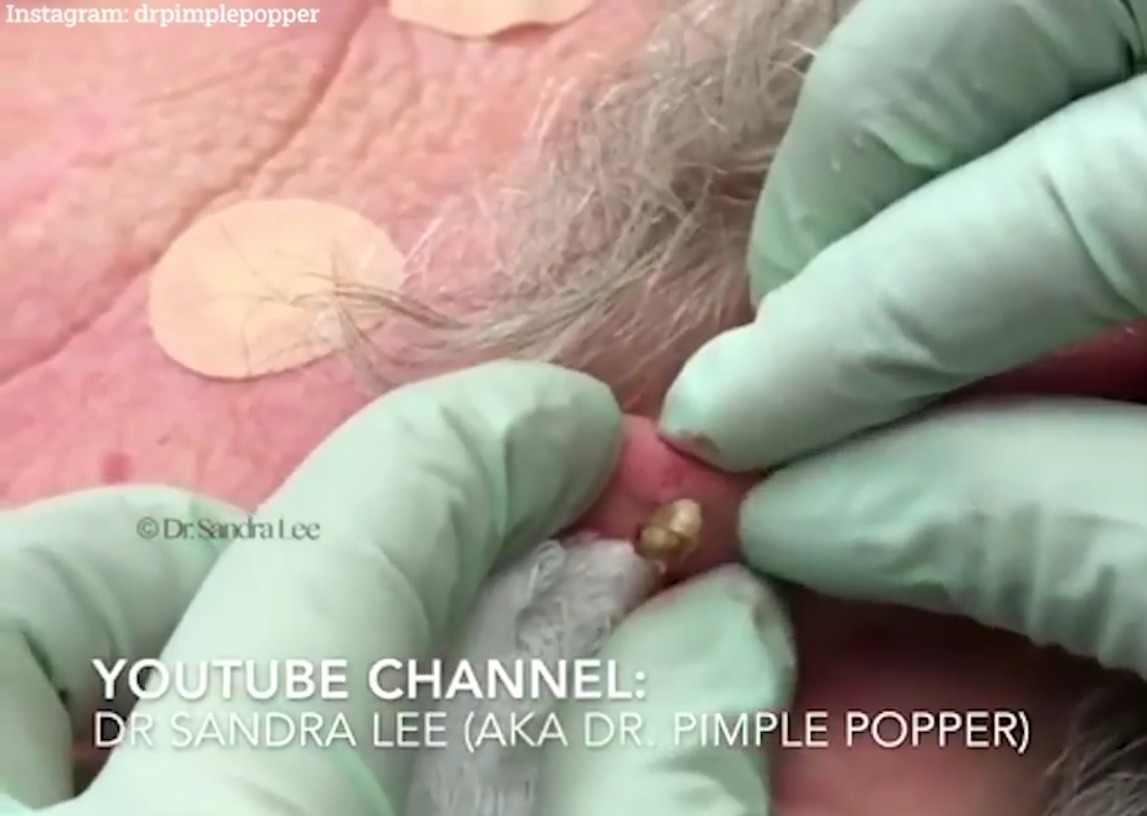 Instagram: drpimplepopper
© Dr. Sandra Lee
YOUTUBE CHANNEL:
DR SANDRA LEE (AKA DR. PIMPLE POPPER)